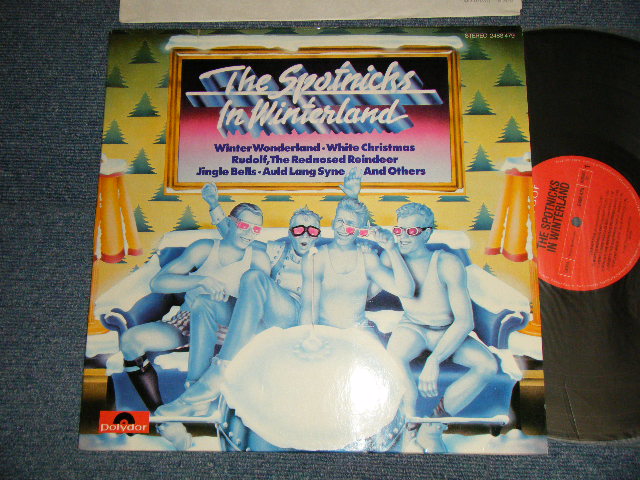 STEREO 2488 479
The Spotnicks
In Winterland
Winter Wonderland · White Christmas
Rudolf, The Rednosed Reindeer
Jingle Bells · Auld Lang Syne And Others
polydor
THE SPOTNICKS
IN WINTERLAND